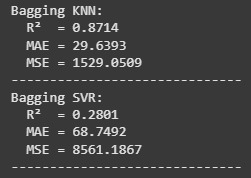 Bagging KNN:
  R²  = 0.8714
  MAE = 29.6393
  MSE = 1529.0509
------------------------------
Bagging SVR:
  R²  = 0.2801
  MAE = 68.7492
  MSE = 8561.1867
------------------------------